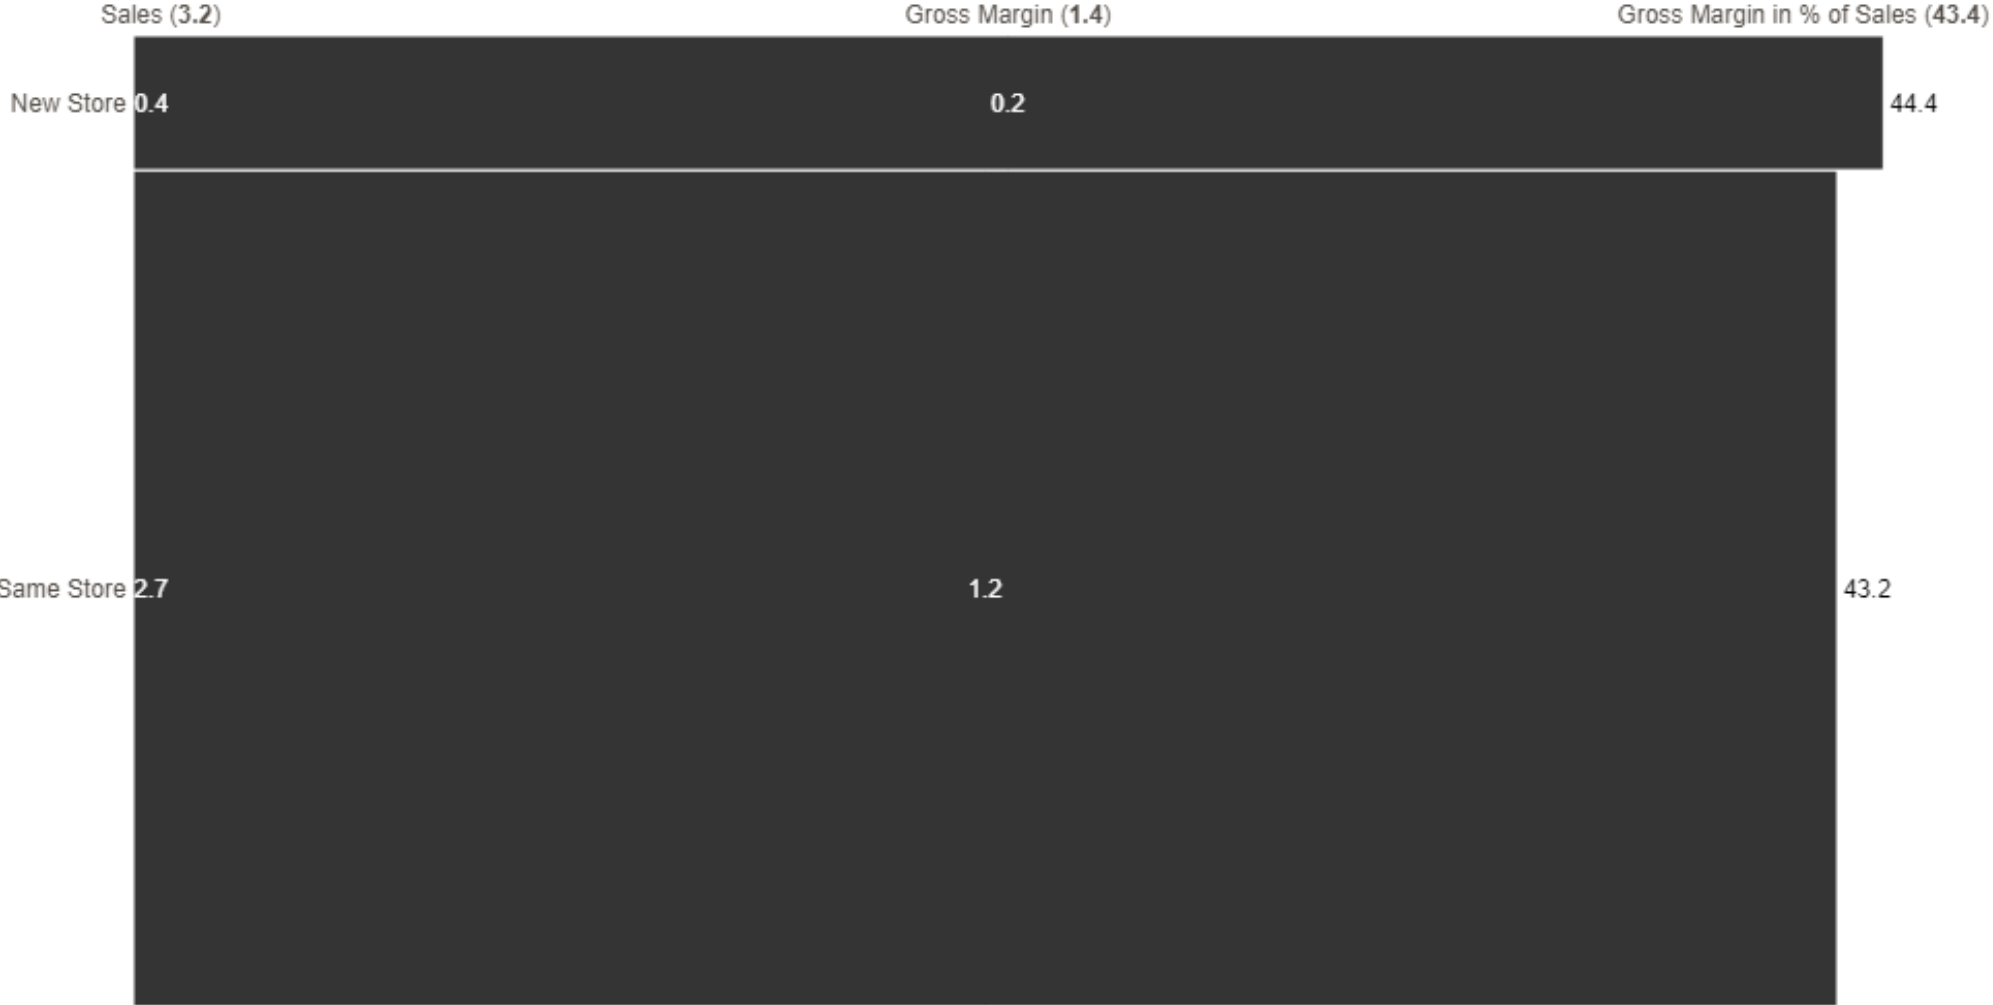 Sales (3.2) Gross Margin (1.4) Gross Margin in % of Sales (43.4)
New Store 0.4 0.2 44.4
Same Store 2.7 1.2 43.2